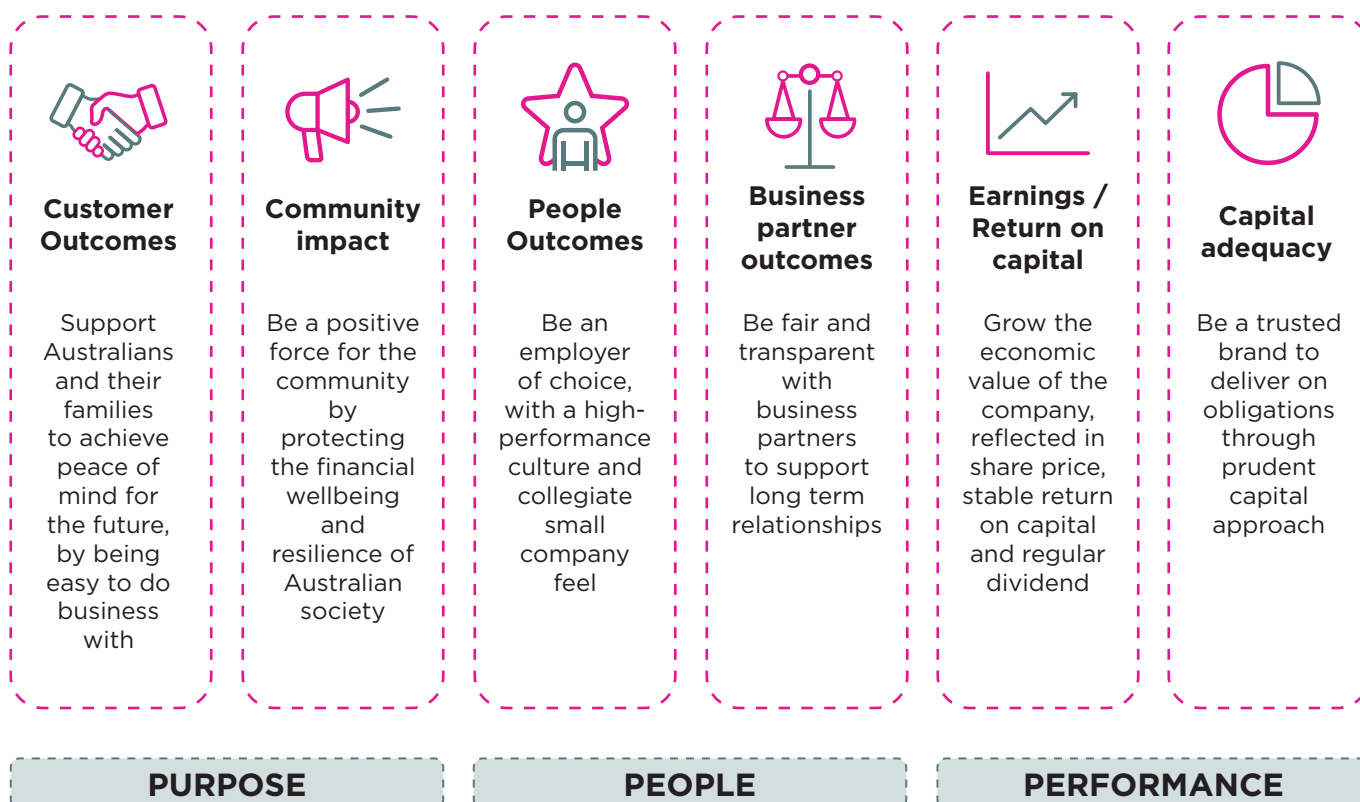 Customer
Outcomes
Support
Australians
and their
families
to achieve
peace of
mind for
the future,
by being
easy to do
business
with
Community
impact
Be a positive
force for the
community
by
protecting
the financial
wellbeing
and
resilience of
Australian
society
People
Outcomes
Be an
employer
of choice,
with a high-
performance
culture and
collegiate
small
company
feel
Business
partner
outcomes
Be fair and
transparent
with
business
partners
to support
long term
relationships
Earnings /
Return on
capital
Grow the
economic
value of the
company,
reflected in
share price,
stable return
on capital
and regular
dividend
Capital
adequacy
Be a trusted
brand to
deliver on
obligations
through
prudent
capital
approach
PURPOSE
PEOPLE
PERFORMANCE